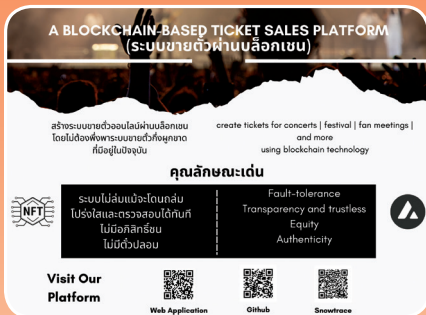 A BLOCKCHAIN-BASED TICKET SALES PLATFORM
(ระบบขายตั๋วผ่านบล็อกเชน)
สร้างระบบขายตั๋วออนไลน์ผ่านบล็อกเชน
โดยไม่ต้องพึ่งพาระบบขายตั๋วกึ่งผูกขาด
ที่มีอยู่ในปัจจุบัน
create tickets for concerts | festival | fan meetings |
and more
using blockchain technology
คุณลักษณะเด่น
NFT
ระบบไม่ล่มแม้จะโดนถล่ม
โปร่งใสและตรวจสอบได้ทันที
ไม่มีอภิสิทธิ์ชน
ไม่มีตั๋วปลอม
Fault-tolerance
Transparency and trustless
Equity
Authenticity
Visit Our
Platform
Web Application
Github
Snowtrace